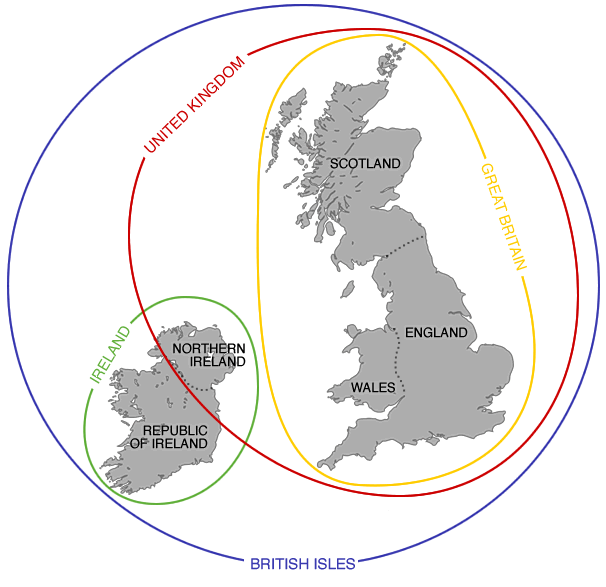 UNITED KINGDOM
SCOTLAND
GREAT BRITAIN
IRELAND
NORTHERN
IRELAND
ENGLAND
WALES
REPUBLIC
OF IRELAND
BRITISH ISLES